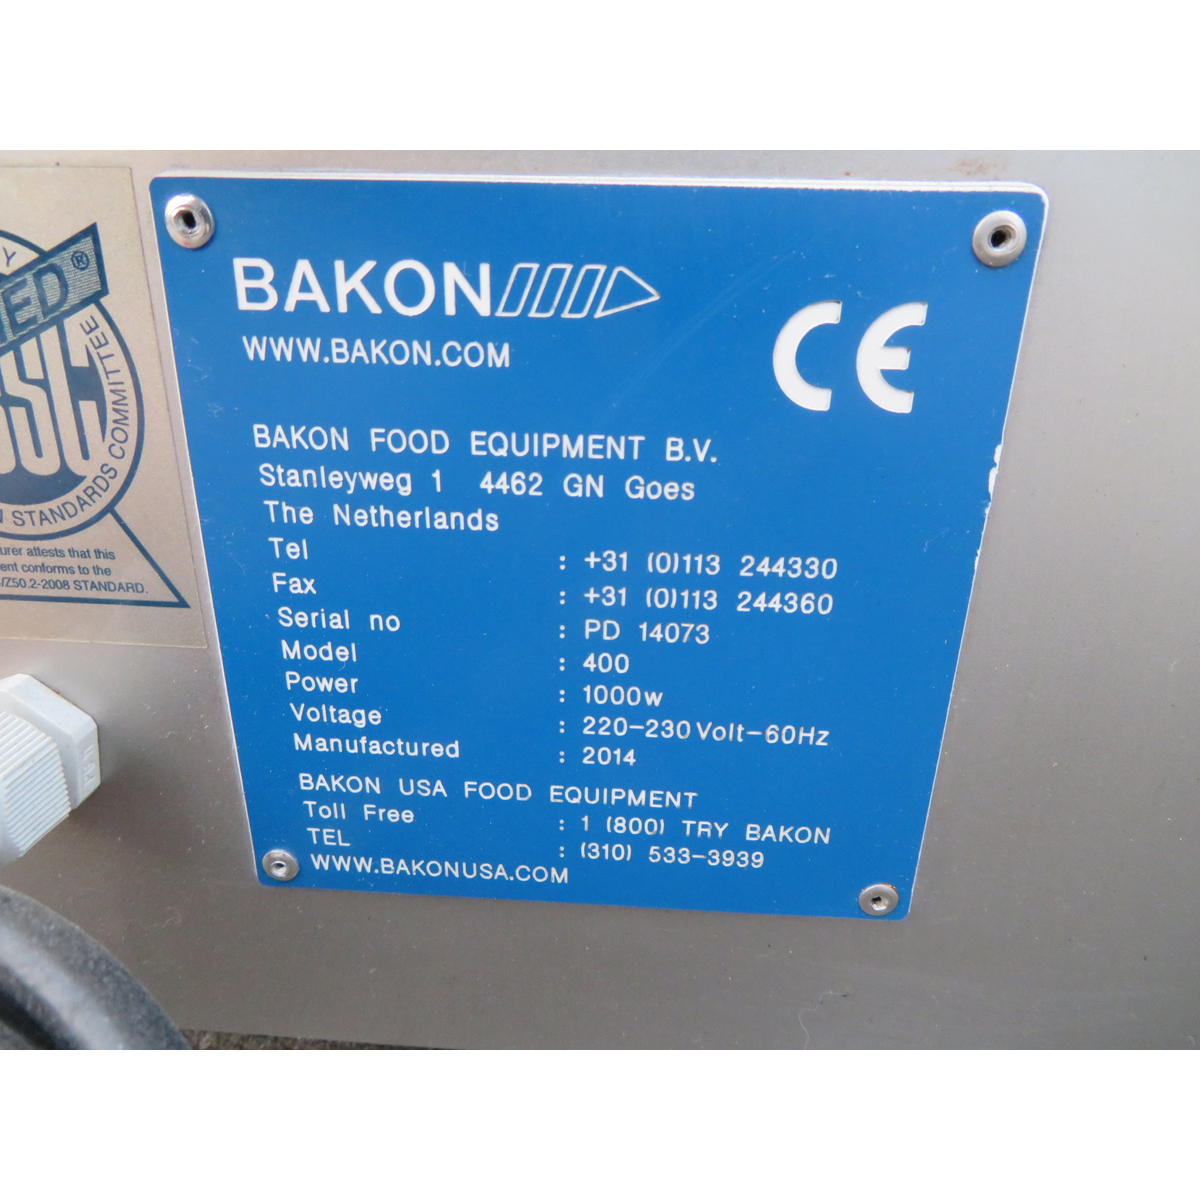 BAKON
WWW.BAKON.COM
CE
BAKON FOOD EQUIPMENT B.V.
Stanleyweg 1 4462 GN Goes
The Netherlands
Tel : +31 (0)113 244330
Fax : +31 (0)113 244360
Serial no : PD 14073
Model : 400
Power : 1000w
Voltage : 220-230 Volt-60Hz
Manufactured : 2014
BAKON USA FOOD EQUIPMENT
Toll Free : 1 (800) TRY BAKON
TEL : (310) 533-3939
WWW.BAKONUSA.COM
STANDARDS COMMITTEE
attests that this
conforms to the
/Z50.2-2008 STANDARD.